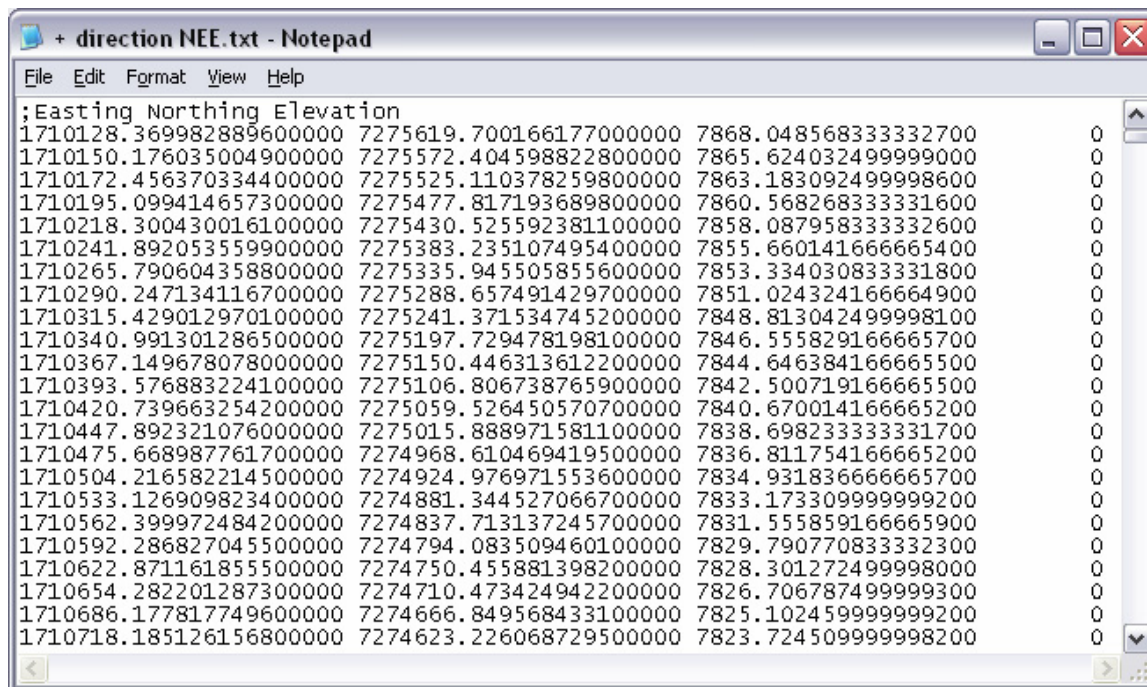 + direction NEE.txt - Notepad
File Edit Format View Help
;Easting Northing Elevation
1710128.369982889600000 7275619.700166177000000 7868.048568333332700 0
1710150.176035004900000 7275572.404598822800000 7865.624032499999000 0
1710172.456370334400000 7275525.110378259800000 7863.183092499998600 0
1710195.099414657300000 7275477.817193689800000 7860.568268333331600 0
1710218.300430016100000 7275430.525592381100000 7858.087958333332600 0
1710241.892053559900000 7275383.235107495400000 7855.660141666665400 0
1710265.790604358800000 7275335.945505855600000 7853.334030833331800 0
1710290.247134116700000 7275288.657491429700000 7851.024324166664900 0
1710315.429012970100000 7275241.371534745200000 7848.813042499998100 0
1710340.991301286500000 7275197.729478198100000 7846.555829166665700 0
1710367.149678078000000 7275150.446313612200000 7844.646384166665500 0
1710393.576883224100000 7275106.806738765900000 7842.500719166665500 0
1710420.739663254200000 7275059.526450570700000 7840.670014166665200 0
1710447.892321076000000 7275015.888971581100000 7838.698233333331700 0
1710475.668987761700000 7274968.610469419500000 7836.811754166665200 0
1710504.216582214500000 7274924.976971553600000 7834.931836666665700 0
1710533.126909823400000 7274881.344527066700000 7833.173309999999200 0
1710562.399972484200000 7274837.713137245700000 7831.555859166665900 0
1710592.286827045500000 7274794.083509460100000 7829.790770833332300 0
1710622.871161855500000 7274750.455881398200000 7828.301272499998000 0
1710654.282201287300000 7274710.473424942200000 7826.706787499999300 0
1710686.177817749600000 7274666.849568433100000 7825.102459999999200 0
1710718.185126156800000 7274623.226068729500000 7823.724509999998200 0